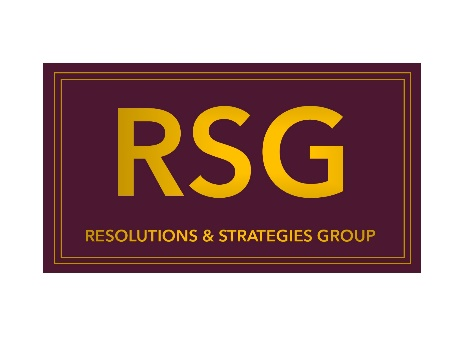 RSG
RESOLUTIONS & STRATEGIES GROUP